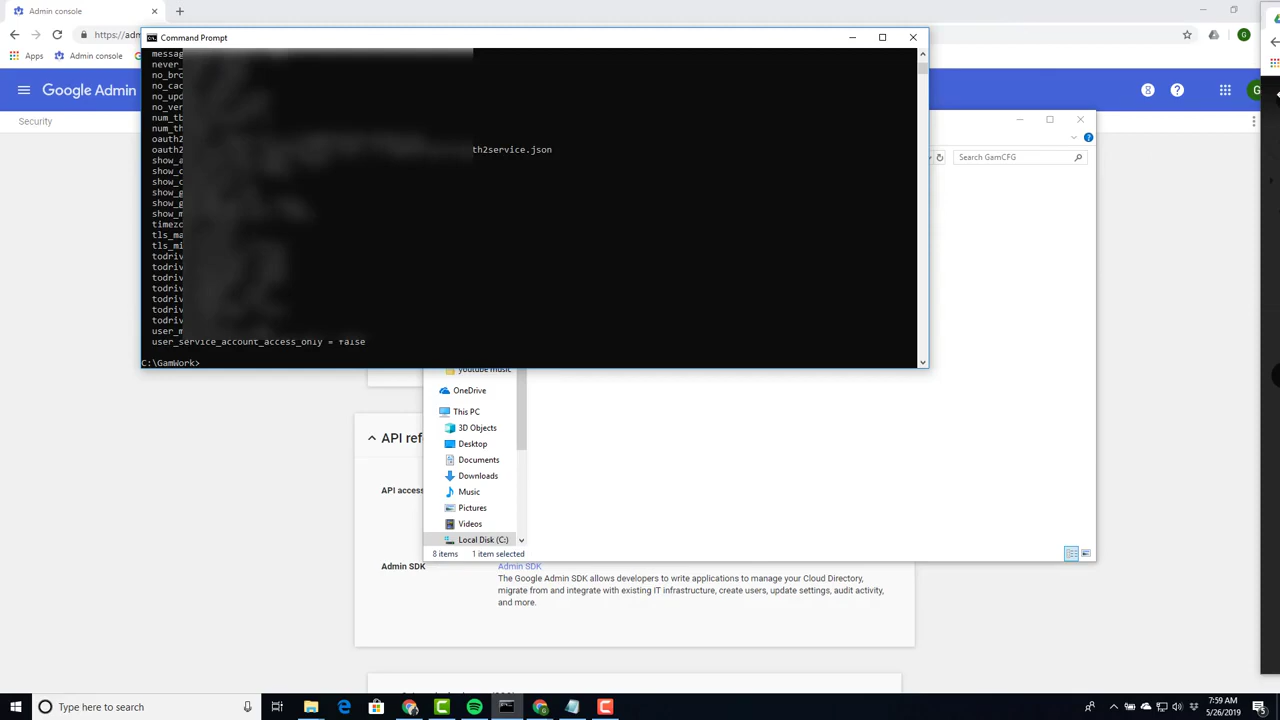 Admin console
https://adm
Apps
Admin console
Google Admin
Security
Command Prompt
messag
never_
no_bro
no_cac
no_upd
no_ver
num_tb
num_th
oauth2
oauth2
th2service.json
show_a
show_c
show_c
show_g
show_g
show_m
timezo
tls_ma
tls_mi
todriv
todriv
todriv
todriv
todriv
todriv
user_m
user_service_account_access_only = false
C:\GamWork>
Search GamCFG
youtube music
OneDrive
This PC
3D Objects
Desktop
Documents
Downloads
Music
Pictures
Videos
Local Disk (C:)
8 items 1 item selected
API ref
API access
Admin SDK
Admin SDK
The Google Admin SDK allows developers to write applications to manage your Cloud Directory,
migrate from and integrate with existing IT infrastructure, create users, update settings, audit activity,
and more.
Type here to search
7:59 AM
5/26/2019